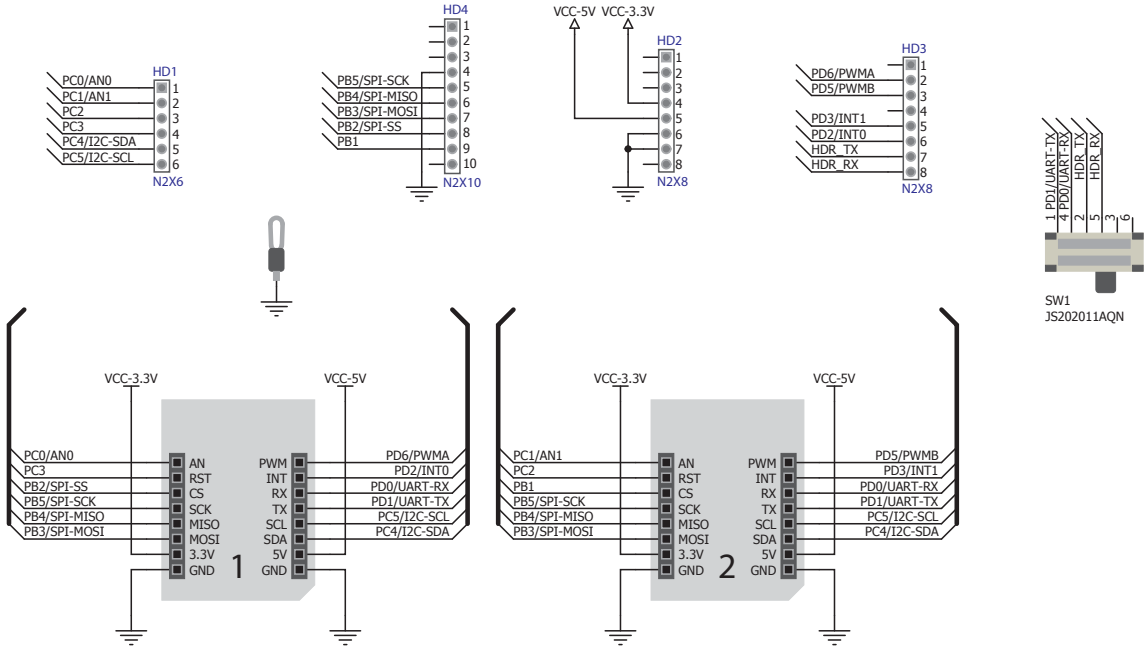 HD1
PC0/AN0 1
PC1/AN1 2
PC2 3
PC3 4
PC4/I2C-SDA 5
PC5/I2C-SCL 6
N2X6
HD4
1
2
3
4
PB5/SPI-SCK 5
PB4/SPI-MISO 6
PB3/SPI-MOSI 7
PB2/SPI-SS 8
PB1 9
10
N2X10
VCC-5V VCC-3.3V
HD2
1
2
3
4
5
6
7
8
N2X8
HD3
1
PD6/PWMA 2
PD5/PWMB 3
4
PD3/INT1 5
PD2/INT0 6
HDR_TX 7
HDR_RX 8
N2X8
1 PD1/UART-TX
4 PD0/UART-RX
2 HDR_TX
5 HDR_RX
3
6
SW1
JS202011AQN
VCC-3.3V VCC-5V
PC0/AN0 AN PWM PD6/PWMA
PC3 RST INT PD2/INT0
PB2/SPI-SS CS RX PD0/UART-RX
PB5/SPI-SCK SCK TX PD1/UART-TX
PB4/SPI-MISO MISO SCL PC5/I2C-SCL
PB3/SPI-MOSI MOSI SDA PC4/I2C-SDA
3.3V 5V
GND 1 GND
VCC-3.3V VCC-5V
PC1/AN1 AN PWM PD5/PWMB
PC2 RST INT PD3/INT1
PB1 CS RX PD0/UART-RX
PB5/SPI-SCK SCK TX PD1/UART-TX
PB4/SPI-MISO MISO SCL PC5/I2C-SCL
PB3/SPI-MOSI MOSI SDA PC4/I2C-SDA
3.3V 5V
GND 2 GND